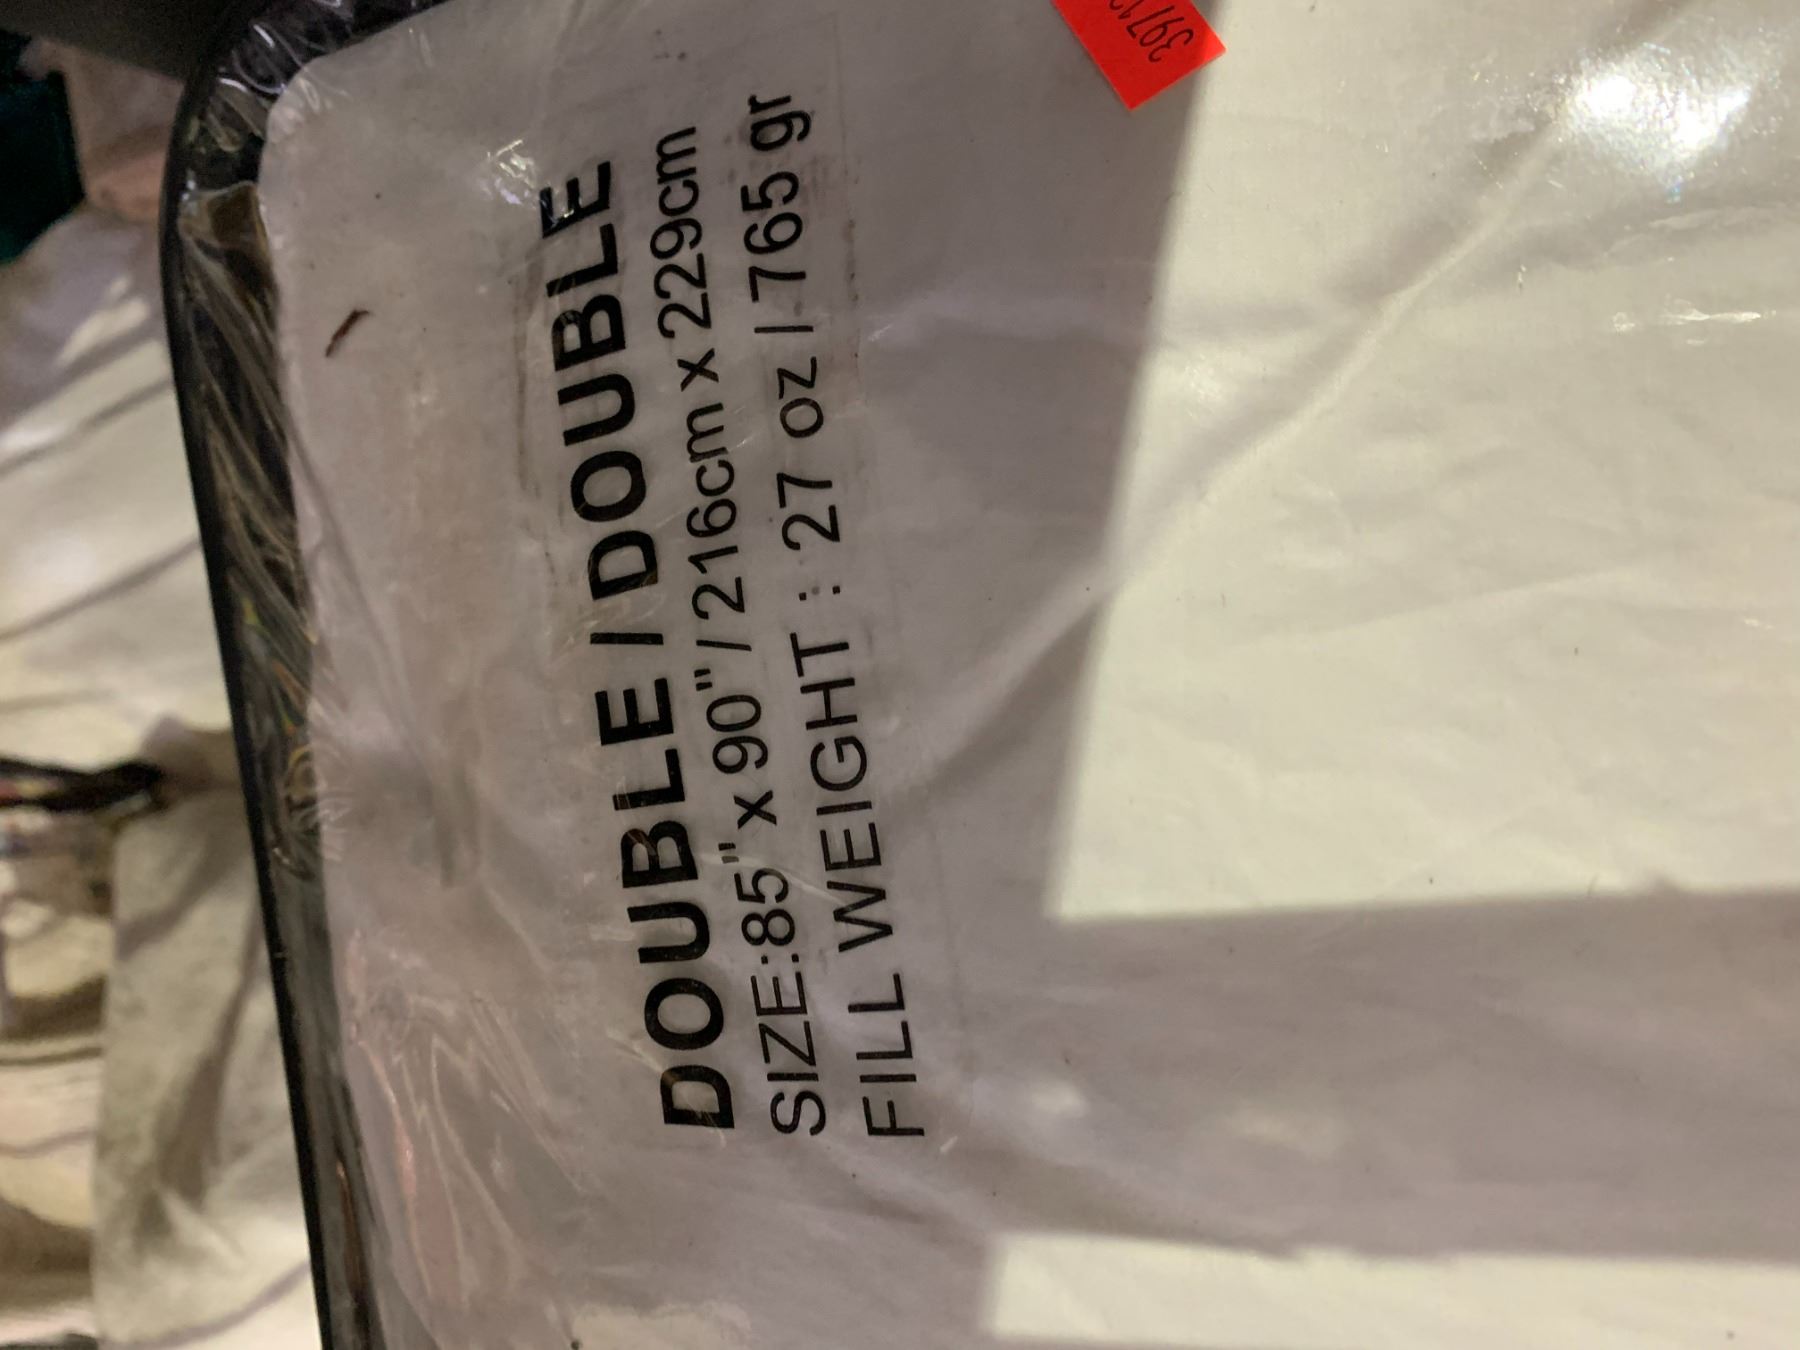 DOUBLE / DOUBLE
SIZE:85" x 90" / 216cm x 229cm
FILL WEIGHT : 27 oz / 765 gr